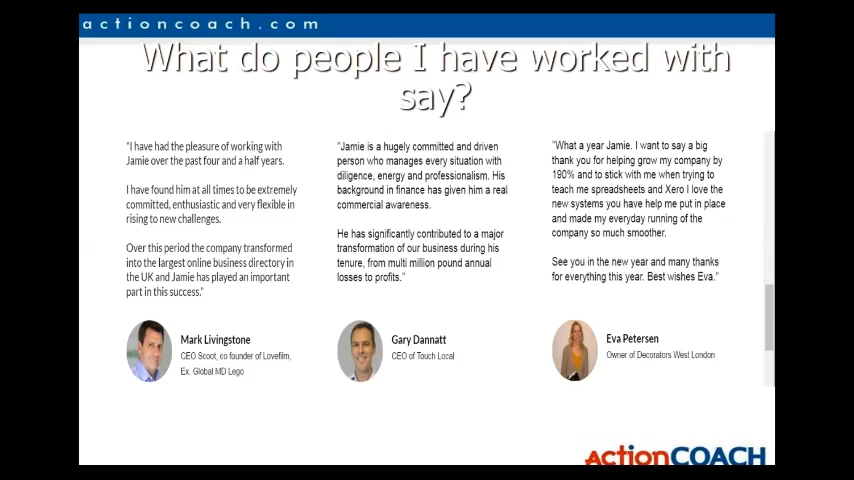 actioncoach.com
What do people I have worked with
say?
"I have had the pleasure of working with
Jamie over the past four and a half years.
I have found him at all times to be extremely
committed, enthusiastic and very flexible in
rising to new challenges.
Over this period the company transformed
into the largest online business directory in
the UK and Jamie has played an important
part in this success."
Mark Livingstone
CEO Scoot, co founder of Lovefilm,
Ex. Global MD Lego
"Jamie is a hugely committed and driven
person who manages every situation with
diligence, energy and professionalism. His
background in finance has given him a real
commercial awareness.
He has significantly contributed to a major
transformation of our business during his
tenure, from multi million pound annual
losses to profits."
Gary Dannatt
CEO of Touch Local
"What a year Jamie. I want to say a big
thank you for helping grow my company by
190% and to stick with me when trying to
teach me spreadsheets and Xero I love the
new systems you have help me put in place
and made my everyday running of the
company so much smoother.
See you in the new year and many thanks
for everything this year. Best wishes Eva."
Eva Petersen
Owner of Decorators West London
ActionCOACH